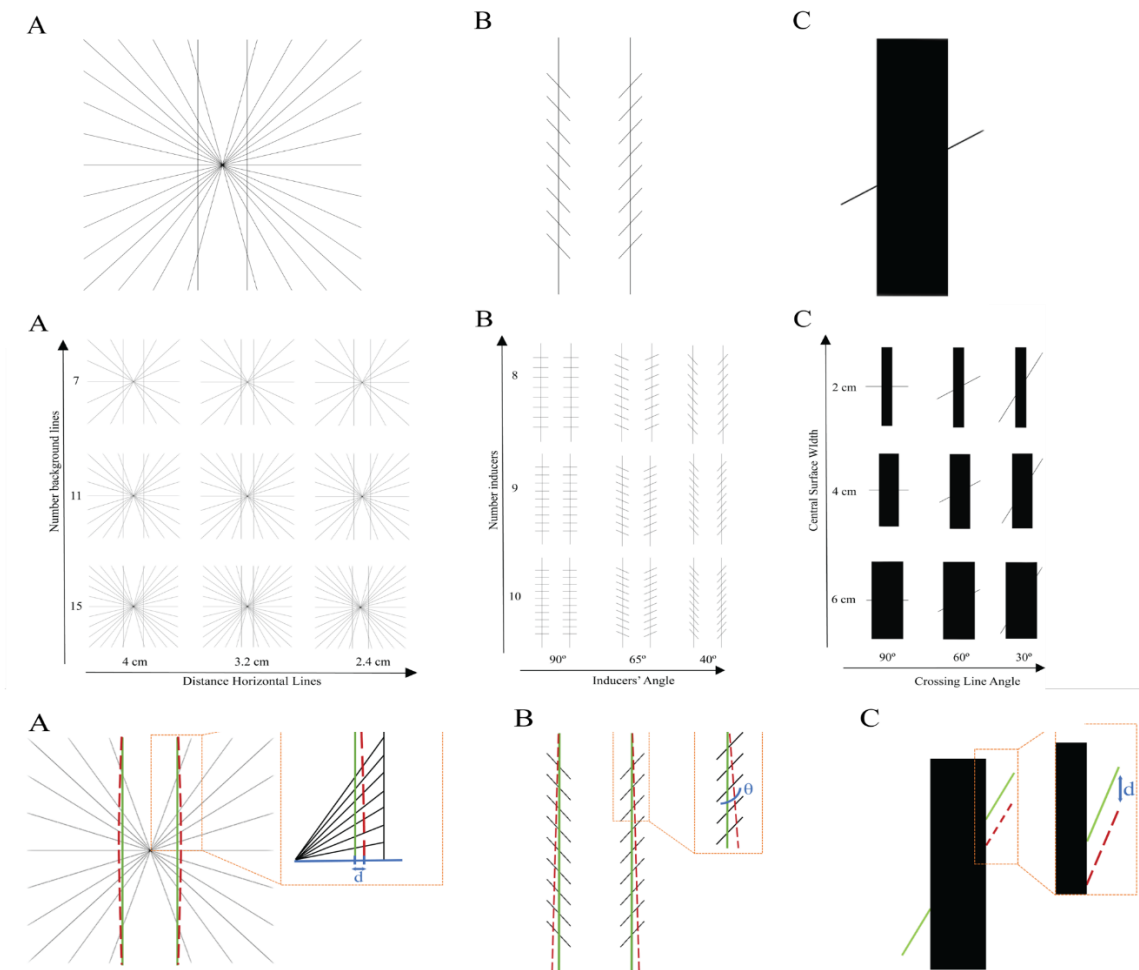 A
B
C
A
B
C
Number background lines
7
11
15
4 cm
3.2 cm
2.4 cm
Distance Horizontal Lines
Number inducers
8
9
10
90º
65º
40º
Inducers' Angle
Central Surface WIdth
2 cm
4 cm
6 cm
90º
60º
30º
Crossing Line Angle
A
B
C
d
θ
d